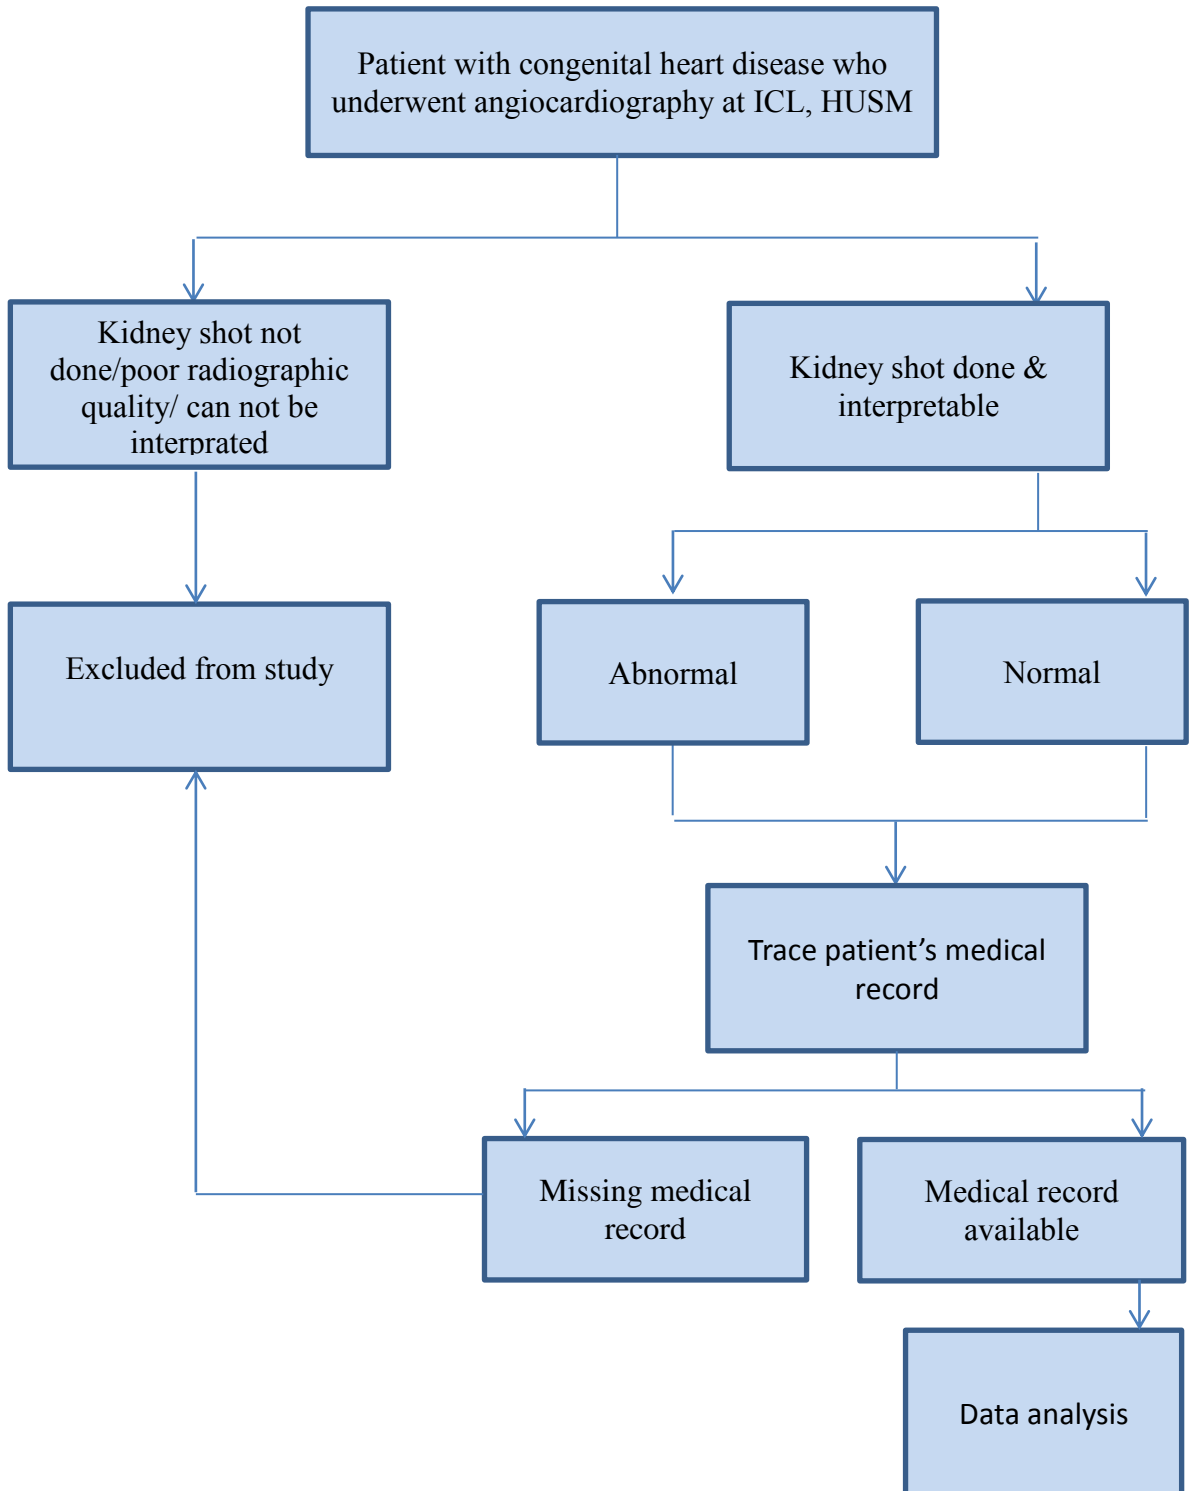 Patient with congenital heart disease who
underwent angiocardiography at ICL, HUSM
Kidney shot not
done/poor radiographic
quality/ can not be
interprated
Kidney shot done &
interpretable
Excluded from study
Abnormal
Normal
Trace patient’s medical
record
Missing medical
record
Medical record
available
Data analysis